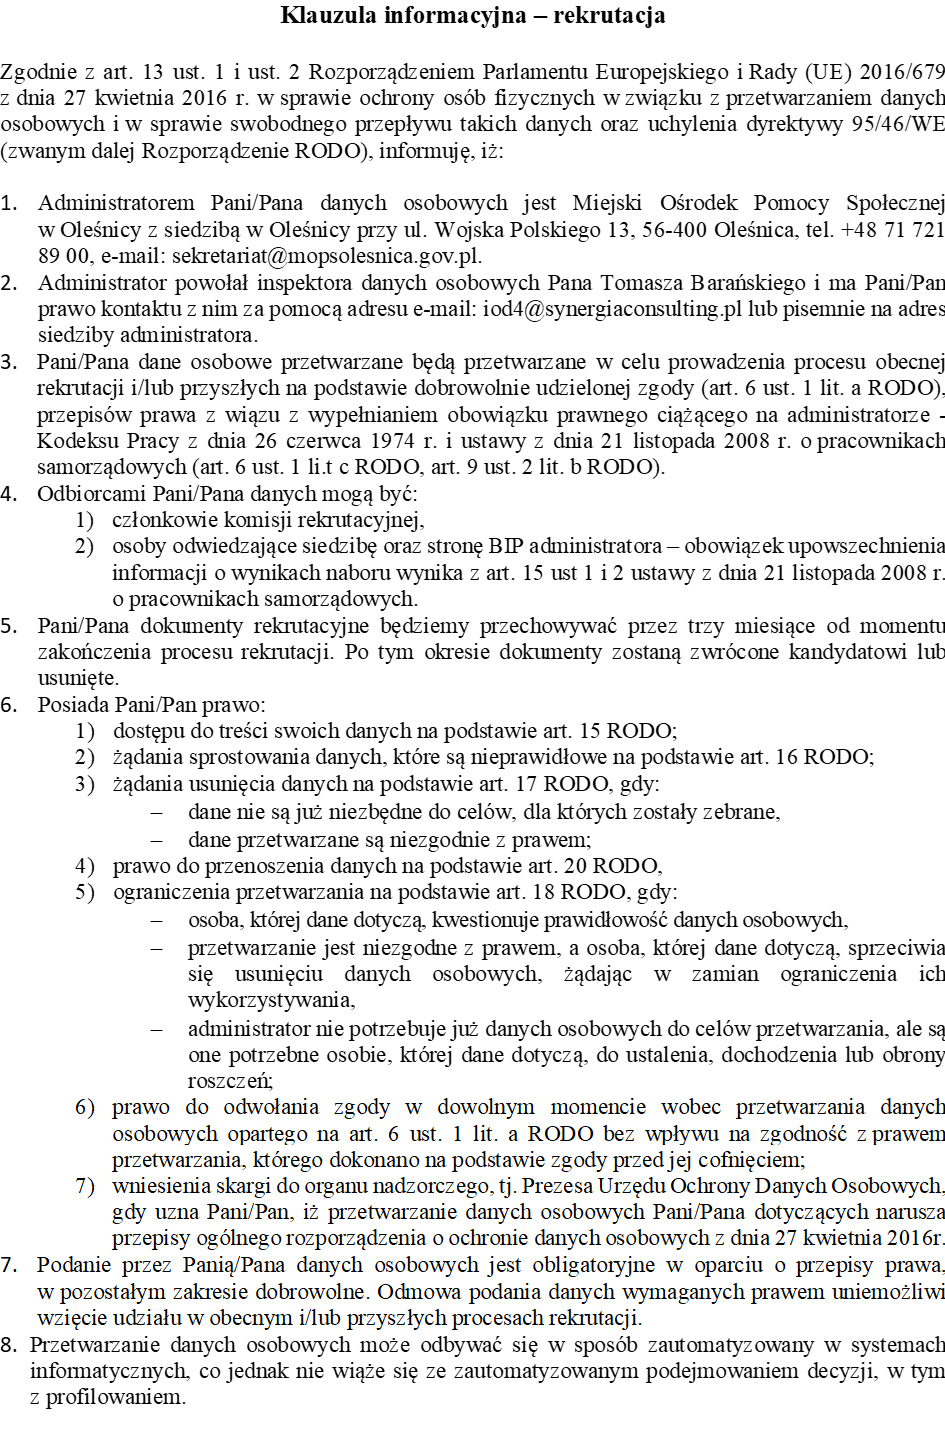 Klauzula informacyjna – rekrutacja
Zgodnie z art. 13 ust. 1 i ust. 2 Rozporządzeniem Parlamentu Europejskiego i Rady (UE) 2016/679
z dnia 27 kwietnia 2016 r. w sprawie ochrony osób fizycznych w związku z przetwarzaniem danych
osobowych i w sprawie swobodnego przepływu takich danych oraz uchylenia dyrektywy 95/46/WE
(zwanym dalej Rozporządzenie RODO), informuję, iż:
1. Administratorem Pani/Pana danych osobowych jest Miejski Ośrodek Pomocy Społecznej
w Oleśnicy z siedzibą w Oleśnicy przy ul. Wojska Polskiego 13, 56-400 Oleśnica, tel. +48 71 721
89 00, e-mail: sekretariat@mopsolesnica.gov.pl.
2. Administrator powołał inspektora danych osobowych Pana Tomasza Barańskiego i ma Pani/Pan
prawo kontaktu z nim za pomocą adresu e-mail: iod4@synergiaconsulting.pl lub pisemnie na adres
siedziby administratora.
3. Pani/Pana dane osobowe przetwarzane będą przetwarzane w celu prowadzenia procesu obecnej
rekrutacji i/lub przyszłych na podstawie dobrowolnie udzielonej zgody (art. 6 ust. 1 lit. a RODO),
przepisów prawa z wiązu z wypełnianiem obowiązku prawnego ciążącego na administratorze -
Kodeksu Pracy z dnia 26 czerwca 1974 r. i ustawy z dnia 21 listopada 2008 r. o pracownikach
samorządowych (art. 6 ust. 1 li.t c RODO, art. 9 ust. 2 lit. b RODO).
4. Odbiorcami Pani/Pana danych mogą być:
1) członkowie komisji rekrutacyjnej,
2) osoby odwiedzające siedzibę oraz stronę BIP administratora – obowiązek upowszechnienia
informacji o wynikach naboru wynika z art. 15 ust 1 i 2 ustawy z dnia 21 listopada 2008 r.
o pracownikach samorządowych.
5. Pani/Pana dokumenty rekrutacyjne będziemy przechowywać przez trzy miesiące od momentu
zakończenia procesu rekrutacji. Po tym okresie dokumenty zostaną zwrócone kandydatowi lub
usunięte.
6. Posiada Pani/Pan prawo:
1) dostępu do treści swoich danych na podstawie art. 15 RODO;
2) żądania sprostowania danych, które są nieprawidłowe na podstawie art. 16 RODO;
3) żądania usunięcia danych na podstawie art. 17 RODO, gdy:
– dane nie są już niezbędne do celów, dla których zostały zebrane,
– dane przetwarzane są niezgodnie z prawem;
4) prawo do przenoszenia danych na podstawie art. 20 RODO,
5) ograniczenia przetwarzania na podstawie art. 18 RODO, gdy:
– osoba, której dane dotyczą, kwestionuje prawidłowość danych osobowych,
– przetwarzanie jest niezgodne z prawem, a osoba, której dane dotyczą, sprzeciwia
się usunięciu danych osobowych, żądając w zamian ograniczenia ich
wykorzystywania,
– administrator nie potrzebuje już danych osobowych do celów przetwarzania, ale są
one potrzebne osobie, której dane dotyczą, do ustalenia, dochodzenia lub obrony
roszczeń;
6) prawo do odwołania zgody w dowolnym momencie wobec przetwarzania danych
osobowych opartego na art. 6 ust. 1 lit. a RODO bez wpływu na zgodność z prawem
przetwarzania, którego dokonano na podstawie zgody przed jej cofnięciem;
7) wniesienia skargi do organu nadzorczego, tj. Prezesa Urzędu Ochrony Danych Osobowych,
gdy uzna Pani/Pan, iż przetwarzanie danych osobowych Pani/Pana dotyczących narusza
przepisy ogólnego rozporządzenia o ochronie danych osobowych z dnia 27 kwietnia 2016r.
7. Podanie przez Panią/Pana danych osobowych jest obligatoryjne w oparciu o przepisy prawa,
w pozostałym zakresie dobrowolne. Odmowa podania danych wymaganych prawem uniemożliwi
wzięcie udziału w obecnym i/lub przyszłych procesach rekrutacji.
8. Przetwarzanie danych osobowych może odbywać się w sposób zautomatyzowany w systemach
informatycznych, co jednak nie wiąże się ze zautomatyzowanym podejmowaniem decyzji, w tym
z profilowaniem.